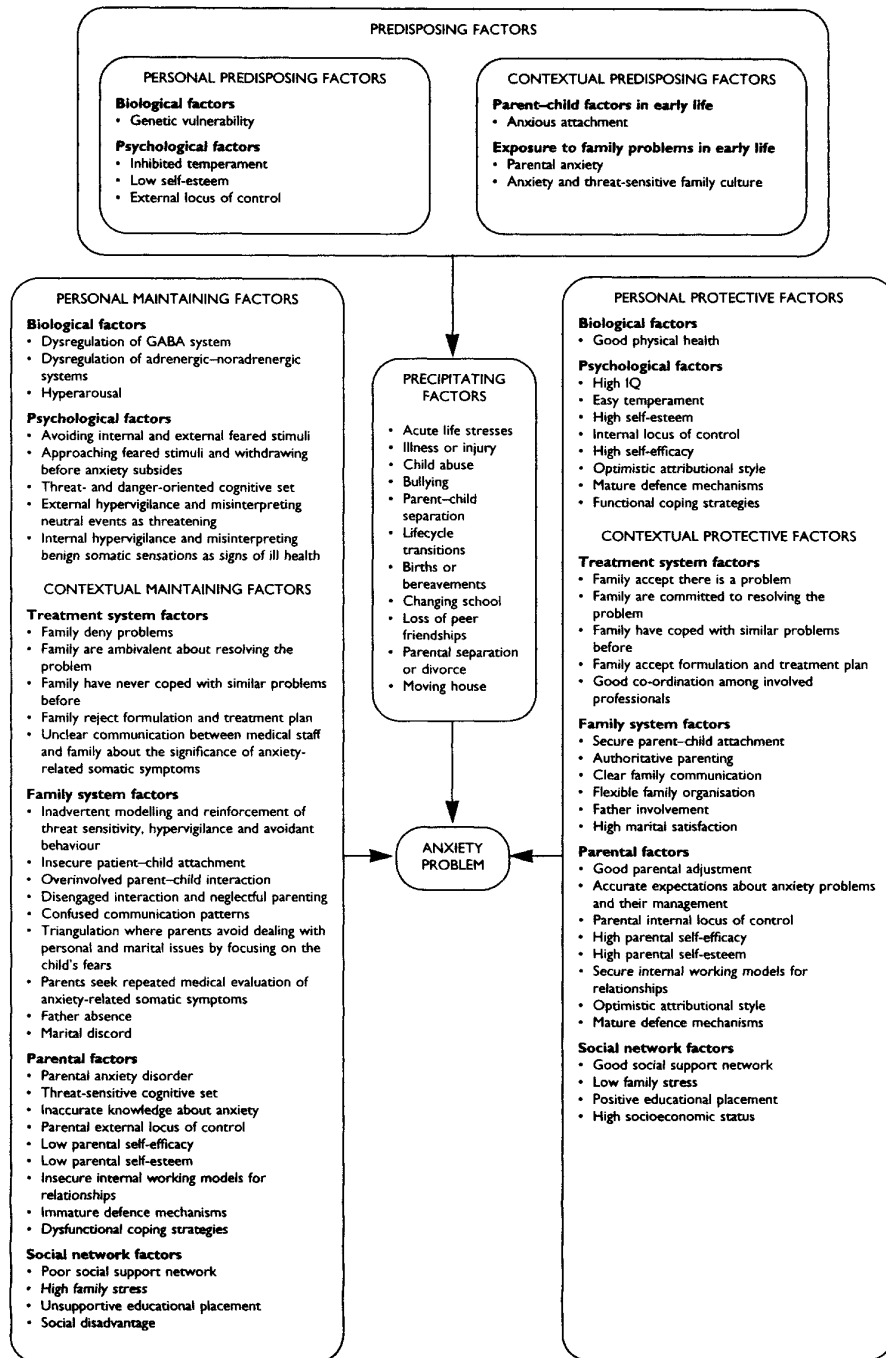 PREDISPOSING FACTORS
PERSONAL PREDISPOSING FACTORS
Biological factors
• Genetic vulnerability
Psychological factors
• Inhibited temperament
• Low self-esteem
• External locus of control
CONTEXTUAL PREDISPOSING FACTORS
Parent–child factors in early life
• Anxious attachment
Exposure to family problems in early life
• Parental anxiety
• Anxiety and threat-sensitive family culture
PERSONAL MAINTAINING FACTORS
Biological factors
• Dysregulation of GABA system
• Dysregulation of adrenergic–noradrenergic
systems
• Hyperarousal
Psychological factors
• Avoiding internal and external feared stimuli
• Approaching feared stimuli and withdrawing
before anxiety subsides
• Threat- and danger-oriented cognitive set
• External hypervigilance and misinterpreting
neutral events as threatening
• Internal hypervigilance and misinterpreting
benign somatic sensations as signs of ill health
CONTEXTUAL MAINTAINING FACTORS
Treatment system factors
• Family deny problems
• Family are ambivalent about resolving the
problem
• Family have never coped with similar problems
before
• Family reject formulation and treatment plan
• Unclear communication between medical staff
and family about the significance of anxiety-
related somatic symptoms
Family system factors
• Inadvertent modelling and reinforcement of
threat sensitivity, hypervigilance and avoidant
behaviour
• Insecure patient–child attachment
• Overinvolved parent–child interaction
• Disengaged interaction and neglectful parenting
• Confused communication patterns
• Triangulation where parents avoid dealing with
personal and marital issues by focusing on the
child's fears
• Parents seek repeated medical evaluation of
anxiety-related somatic symptoms
• Father absence
• Marital discord
Parental factors
• Parental anxiety disorder
• Threat-sensitive cognitive set
• Inaccurate knowledge about anxiety
• Parental external locus of control
• Low parental self-efficacy
• Low parental self-esteem
• Insecure internal working models for
relationships
• Immature defence mechanisms
• Dysfunctional coping strategies
Social network factors
• Poor social support network
• High family stress
• Unsupportive educational placement
• Social disadvantage
PRECIPITATING
FACTORS
• Acute life stresses
• Illness or injury
• Child abuse
• Bullying
• Parent–child
separation
• Lifecycle
transitions
• Births or
bereavements
• Changing school
• Loss of peer
friendships
• Parental separation
or divorce
• Moving house
ANXIETY
PROBLEM
PERSONAL PROTECTIVE FACTORS
Biological factors
• Good physical health
Psychological factors
• High IQ
• Easy temperament
• High self-esteem
• Internal locus of control
• High self-efficacy
• Optimistic attributional style
• Mature defence mechanisms
• Functional coping strategies
CONTEXTUAL PROTECTIVE FACTORS
Treatment system factors
• Family accept there is a problem
• Family are committed to resolving the
problem
• Family have coped with similar problems
before
• Family accept formulation and treatment plan
• Good co-ordination among involved
professionals
Family system factors
• Secure parent–child attachment
• Authoritative parenting
• Clear family communication
• Flexible family organisation
• Father involvement
• High marital satisfaction
Parental factors
• Good parental adjustment
• Accurate expectations about anxiety problems
and their management
• Parental internal locus of control
• High parental self-efficacy
• High parental self-esteem
• Secure internal working models for
relationships
• Optimistic attributional style
• Mature defence mechanisms
Social network factors
• Good social support network
• Low family stress
• Positive educational placement
• High socioeconomic status